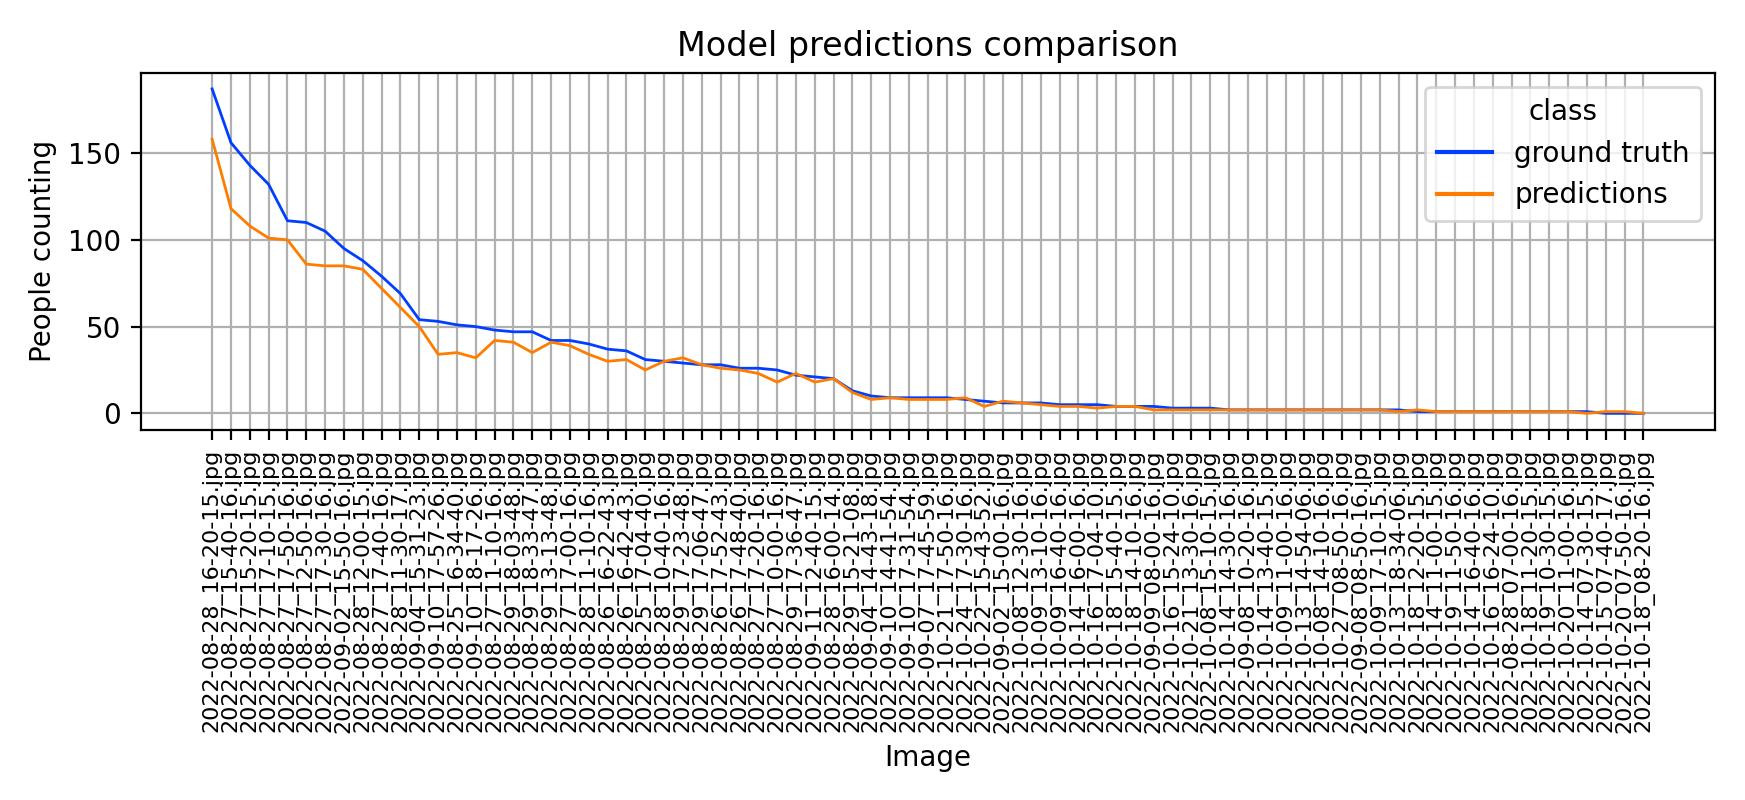 Model predictions comparison
People counting
150
100
50
0
class
ground truth
predictions
2022-08-28_16-20-15.jpg
2022-08-27_15-40-16.jpg
2022-08-27_15-20-15.jpg
2022-08-27_17-10-15.jpg
2022-08-27_17-50-16.jpg
2022-08-27_12-50-16.jpg
2022-08-27_17-30-16.jpg
2022-09-02_15-50-16.jpg
2022-08-28_12-00-15.jpg
2022-08-27_17-40-16.jpg
2022-08-28_11-30-17.jpg
2022-09-04_15-31-23.jpg
2022-09-10_17-57-26.jpg
2022-08-25_16-34-40.jpg
2022-09-10_18-17-26.jpg
2022-08-27_11-10-16.jpg
2022-08-29_18-03-48.jpg
2022-08-29_18-33-47.jpg
2022-08-29_13-13-48.jpg
2022-08-27_17-00-16.jpg
2022-08-28_11-10-16.jpg
2022-08-26_16-22-43.jpg
2022-08-26_16-42-43.jpg
2022-08-25_17-04-40.jpg
2022-08-28_10-40-16.jpg
2022-08-29_17-23-48.jpg
2022-08-29_17-06-47.jpg
2022-08-26_17-52-43.jpg
2022-08-26_17-48-40.jpg
2022-08-27_17-20-16.jpg
2022-08-27_10-00-16.jpg
2022-08-29_17-36-47.jpg
2022-09-11_12-40-15.jpg
2022-08-28_16-00-14.jpg
2022-08-29_15-21-08.jpg
2022-09-04_14-43-18.jpg
2022-09-10_14-41-54.jpg
2022-09-10_17-31-54.jpg
2022-09-07_17-45-59.jpg
2022-10-21_17-50-16.jpg
2022-10-24_17-30-16.jpg
2022-10-22_15-43-52.jpg
2022-09-02_15-00-16.jpg
2022-10-08_12-30-16.jpg
2022-10-09_13-10-16.jpg
2022-10-09_16-40-16.jpg
2022-10-14_16-00-16.jpg
2022-10-16_17-04-10.jpg
2022-10-18_15-40-15.jpg
2022-10-18_14-10-16.jpg
2022-09-09_08-00-16.jpg
2022-10-16_15-24-10.jpg
2022-10-21_13-30-16.jpg
2022-10-08_15-10-15.jpg
2022-10-14_14-30-16.jpg
2022-09-08_10-20-16.jpg
2022-10-14_13-40-15.jpg
2022-10-09_11-00-16.jpg
2022-10-13_14-54-06.jpg
2022-10-08_14-10-16.jpg
2022-10-27_08-50-16.jpg
2022-09-08_08-50-16.jpg
2022-10-09_17-10-15.jpg
2022-10-13_18-34-06.jpg
2022-10-18_12-20-15.jpg
2022-10-14_11-00-15.jpg
2022-10-19_11-50-16.jpg
2022-10-14_16-40-16.jpg
2022-10-16_16-24-10.jpg
2022-08-28_07-00-16.jpg
2022-10-18_11-20-15.jpg
2022-10-19_10-30-15.jpg
2022-10-20_11-00-16.jpg
2022-10-14_07-30-15.jpg
2022-10-15_07-40-17.jpg
2022-10-20_07-50-16.jpg
2022-10-18_08-20-16.jpg
Image